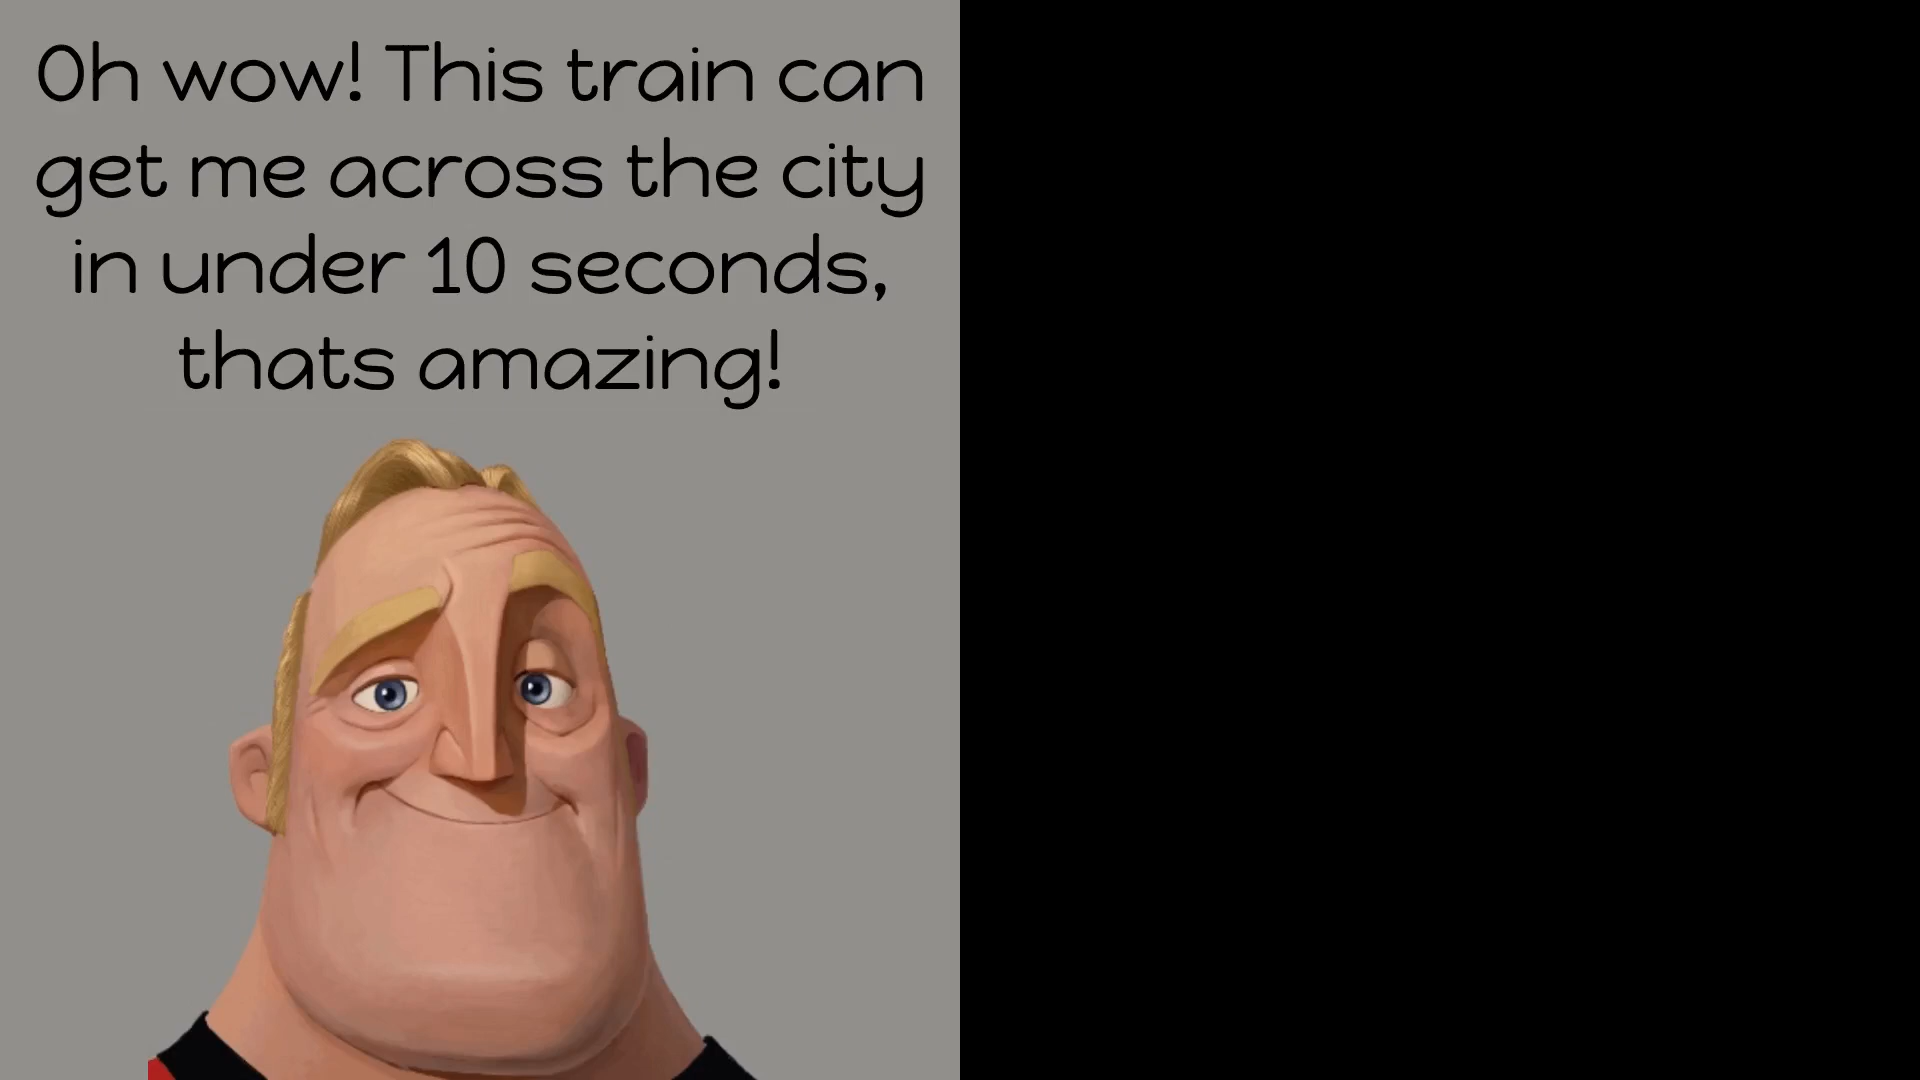 Oh wow! This train can
get me across the city
in under 10 seconds,
thats amazing!